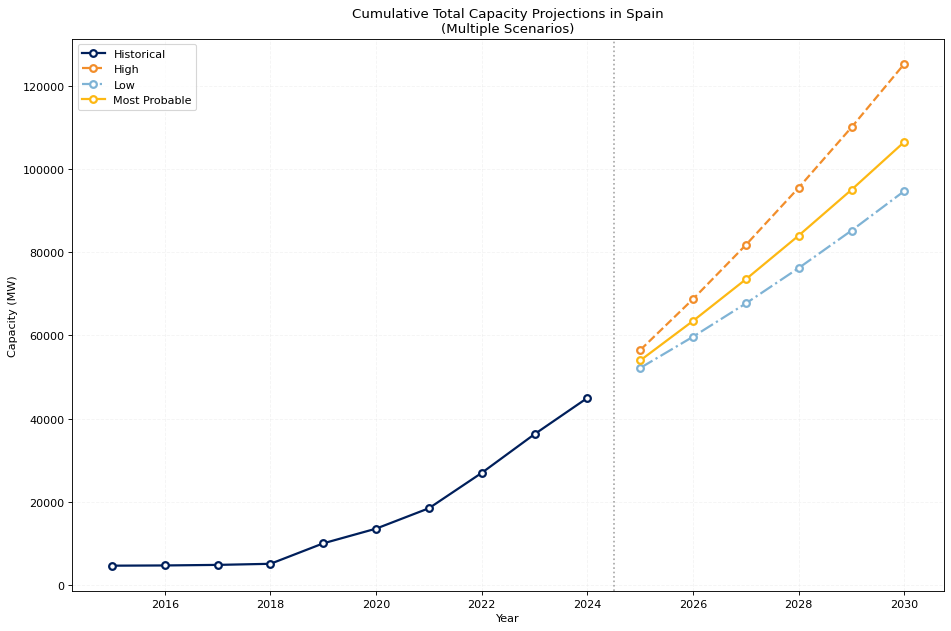 Cumulative Total Capacity Projections in Spain
(Multiple Scenarios)
Historical
High
Low
Most Probable
Capacity (MW)
120000
100000
80000
60000
40000
20000
0
2016
2018
2020
2022
2024
2026
2028
2030
Year